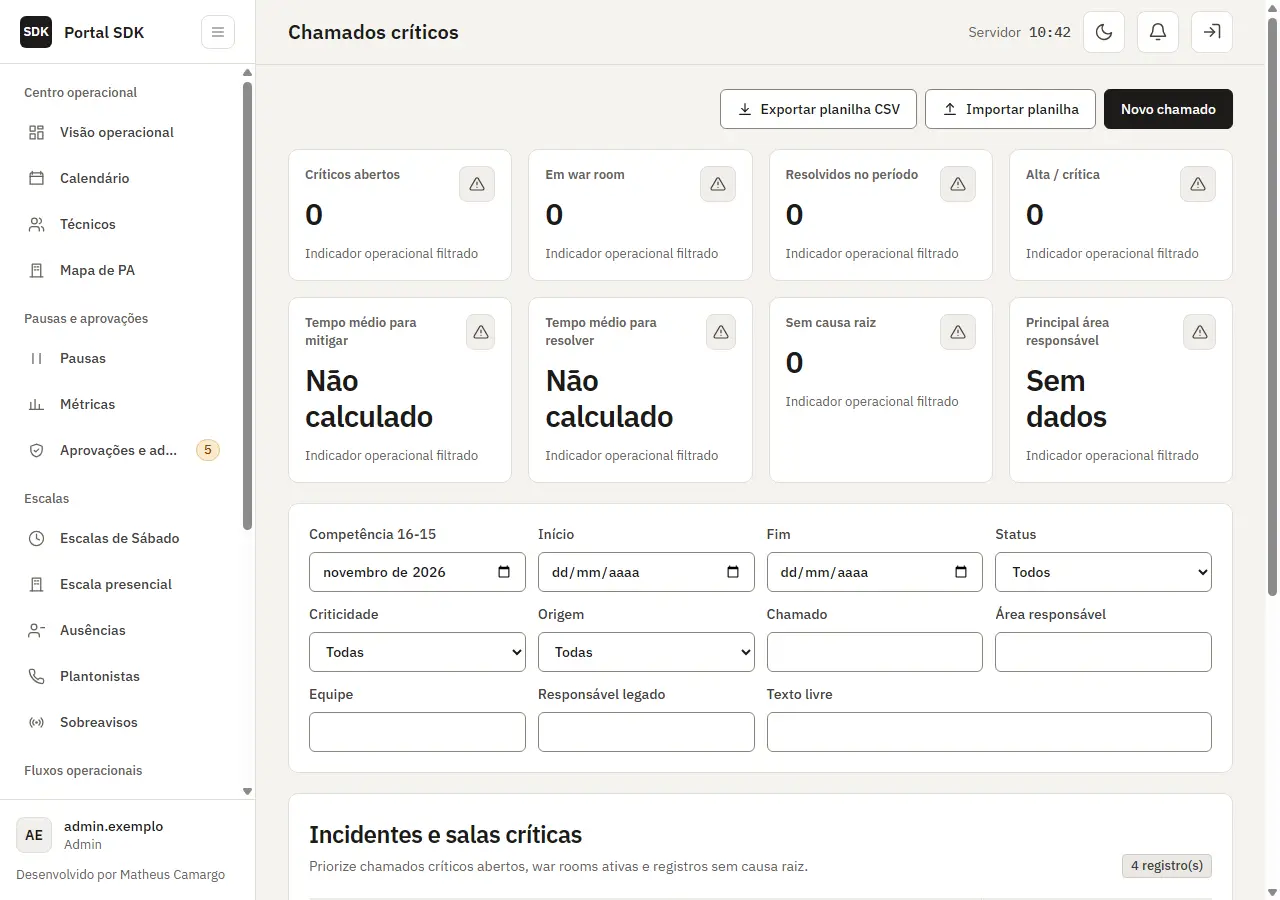 SDK
Portal SDK
Centro operacional
Visão operacional
Calendário
Técnicos
Mapa de PA
Pausas e aprovações
Pausas
Métricas
Aprovações e ad...
5
Escalas
Escalas de Sábado
Escala presencial
Ausências
Plantonistas
Sobreavisos
Fluxos operacionais
AE
admin.exemplo
Admin
Desenvolvido por Matheus Camargo
Chamados críticos
Servidor 10:42
Exportar planilha CSV
Importar planilha
Novo chamado
Críticos abertos
0
Indicador operacional filtrado
Em war room
0
Indicador operacional filtrado
Resolvidos no período
0
Indicador operacional filtrado
Alta / crítica
0
Indicador operacional filtrado
Tempo médio para
mitigar
Não
calculado
Indicador operacional filtrado
Tempo médio para
resolver
Não
calculado
Indicador operacional filtrado
Sem causa raiz
0
Indicador operacional filtrado
Principal área
responsável
Sem
dados
Indicador operacional filtrado
Competência 16-15
novembro de 2026
Início
dd/mm/aaaa
Fim
dd/mm/aaaa
Status
Todos
Criticidade
Todas
Origem
Todas
Chamado
Área responsável
Equipe
Responsável legado
Texto livre
Incidentes e salas críticas
Priorize chamados críticos abertos, war rooms ativas e registros sem causa raiz.
4 registro(s)